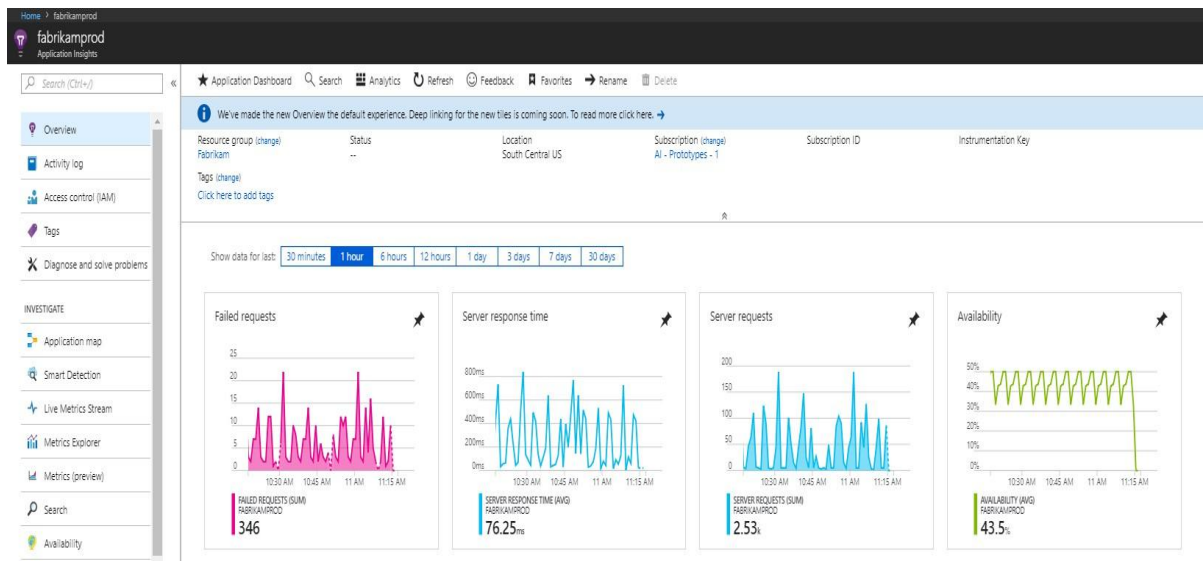 Home > fabrikamprod
fabrikamprod
Application Insights
Search (Ctrl+/)
«
Overview
Activity log
Access control (IAM)
Tags
Diagnose and solve problems
INVESTIGATE
Application map
Smart Detection
Live Metrics Stream
Metrics Explorer
Metrics (preview)
Search
Availability
Application Dashboard Search Analytics Refresh Feedback Favorites Rename Delete
We've made the new Overview the default experience. Deep linking for the new tiles is coming soon. To read more click here. →
Resource group (change) Status Location Subscription (change) Subscription ID Instrumentation Key
Fabrikam -- South Central US AI - Prototypes - 1
Tags (change)
Click here to add tags
Show data for last: 30 minutes 1 hour 6 hours 12 hours 1 day 3 days 7 days 30 days
Failed requests
25
20
15
10
5
0
10:30 AM 10:45 AM 11 AM 11:15 AM
FAILED REQUESTS (SUM)
FABRIKAMPROD
346
Server response time
800ms
600ms
400ms
200ms
0ms
10:30 AM 10:45 AM 11 AM 11:15 AM
SERVER RESPONSE TIME (AVG)
FABRIKAMPROD
76.25ms
Server requests
200
150
100
50
0
10:30 AM 10:45 AM 11 AM 11:15 AM
SERVER REQUESTS (SUM)
FABRIKAMPROD
2.53k
Availability
50%
40%
30%
20%
10%
0%
10:30 AM 10:45 AM 11 AM 11:15 AM
AVAILABILITY (AVG)
FABRIKAMPROD
43.5%